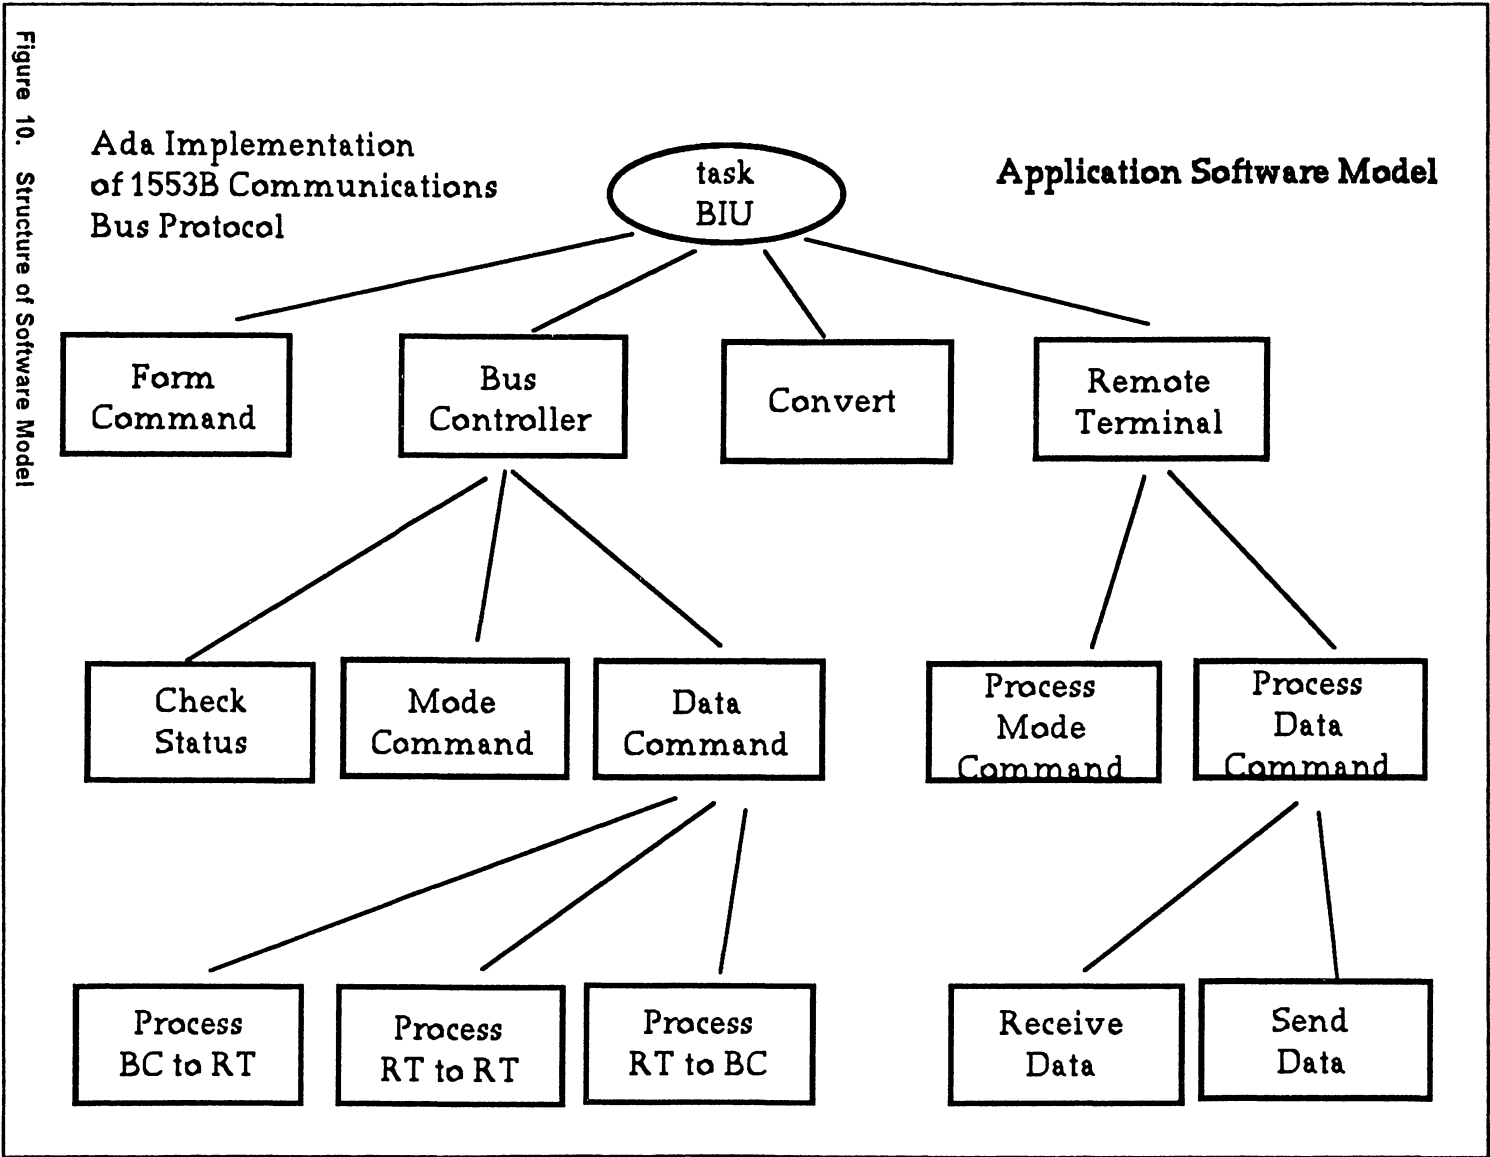 Figure 10. Structure of Software Model
Ada Implementation
of 1553B Communications
Bus Protocol
task
BIU
Application Software Model
Form
Command
Bus
Controller
Convert
Remote
Terminal
Check
Status
Mode
Command
Data
Command
Process
Mode
Command
Process
Data
Command
Process
BC to RT
Process
RT to RT
Process
RT to BC
Receive
Data
Send
Data